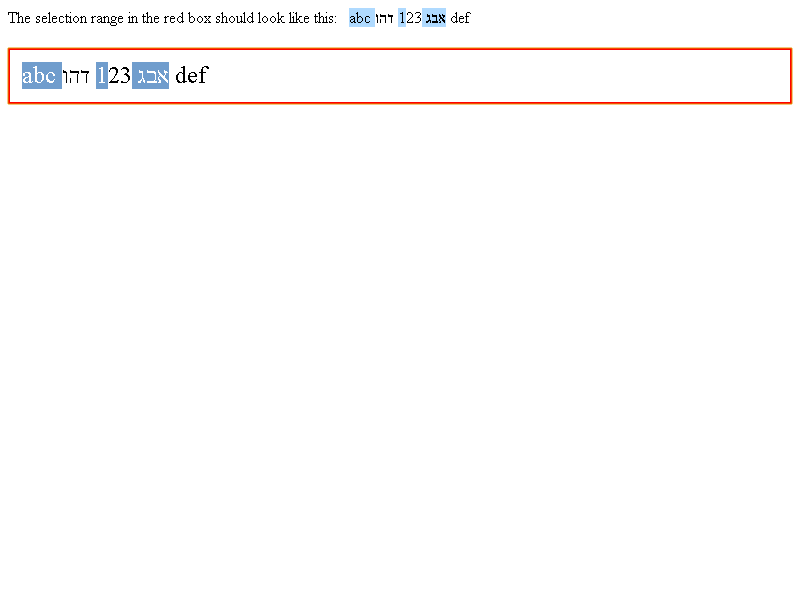 The selection range in the red box should look like this: abc אבג 123 דהו def
abc אבג 123 דהו def